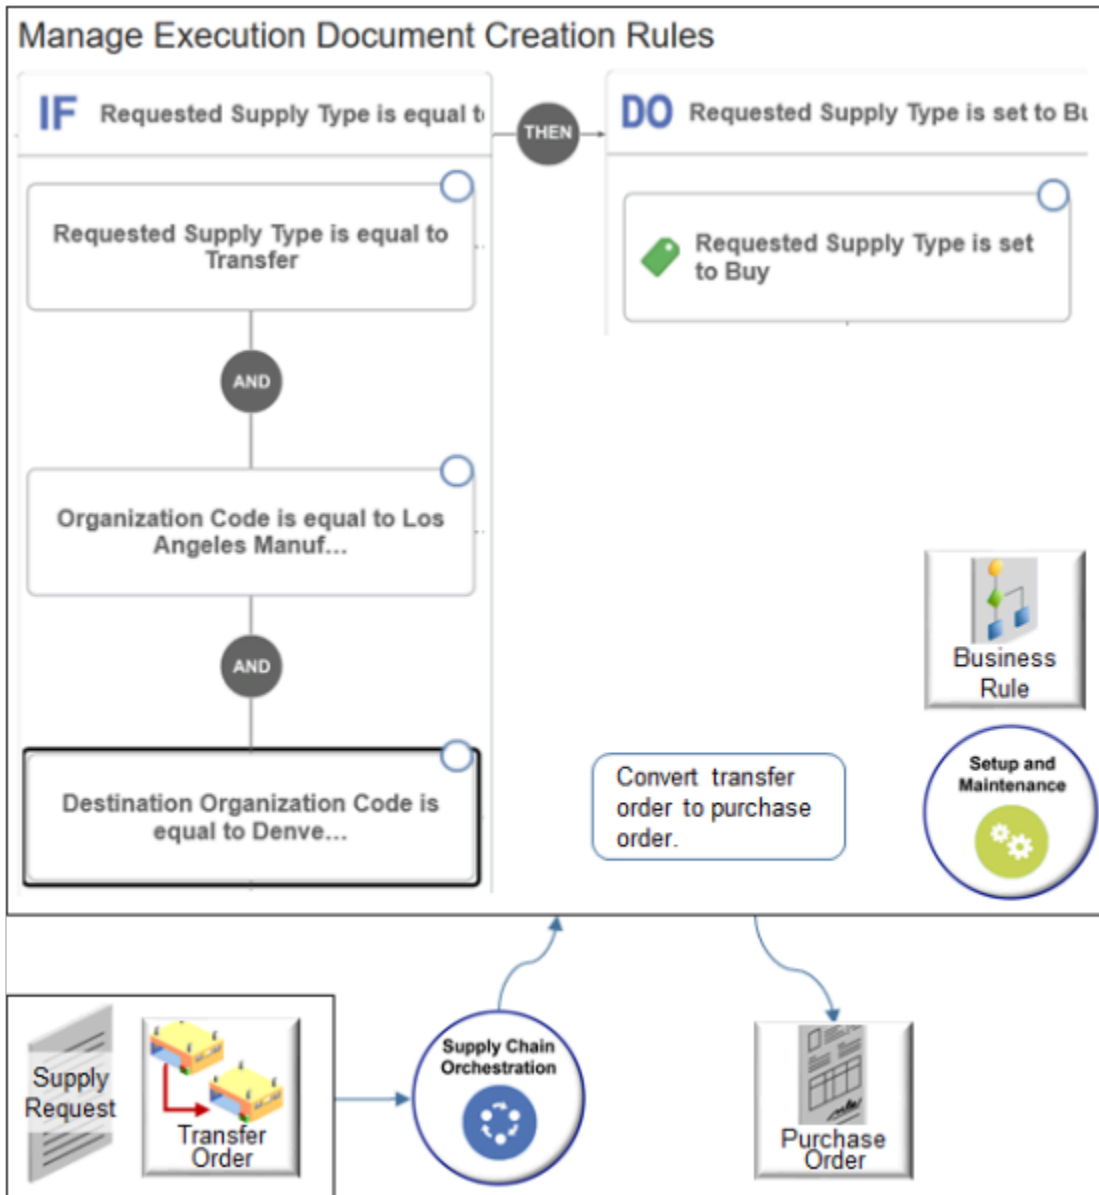 Manage Execution Document Creation Rules
IF Requested Supply Type is equal to
THEN
DO Requested Supply Type is set to Bu
Requested Supply Type is equal to
Transfer
Requested Supply Type is set
to Buy
AND
Organization Code is equal to Los
Angeles Manuf...
AND
Destination Organization Code is
equal to Denve...
Convert transfer
order to purchase
order.
Business
Rule
Setup and
Maintenance
Supply
Request
Transfer
Order
Supply Chain
Orchestration
Purchase
Order